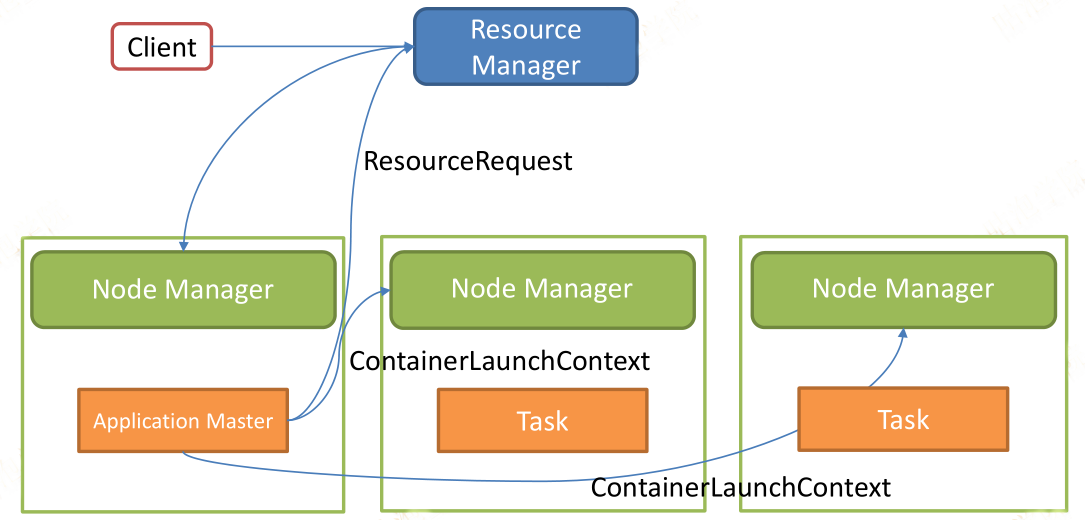 Client
Resource
Manager
ResourceRequest
Node Manager
Node Manager
Node Manager
ContainerLaunchContext
Application Master
Task
Task
ContainerLaunchContext